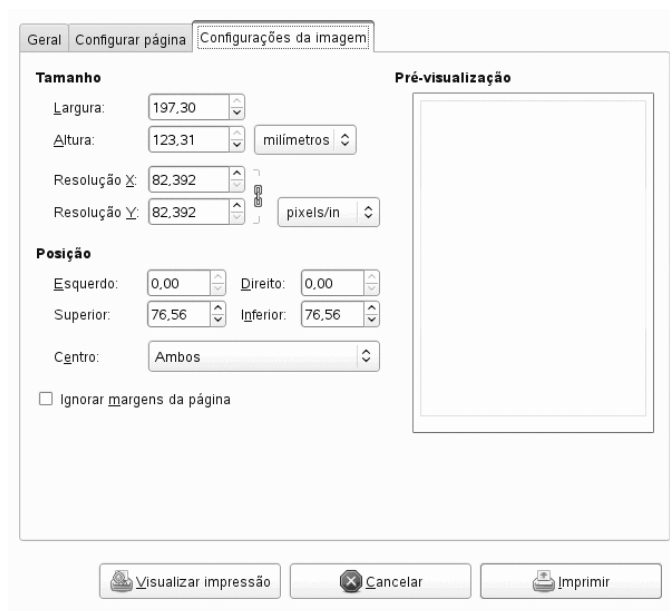 Geral Configurar página Configurações da imagem
Tamanho
Largura: 197,30
Altura: 123,31 milímetros
Resolução X: 82,392
Resolução Y: 82,392 pixels/in
Posição
Esquerdo: 0,00 Direito: 0,00
Superior: 76,56 Inferior: 76,56
Centro: Ambos
Ignorar margens da página
Pré-visualização
Visualizar impressão Cancelar Imprimir